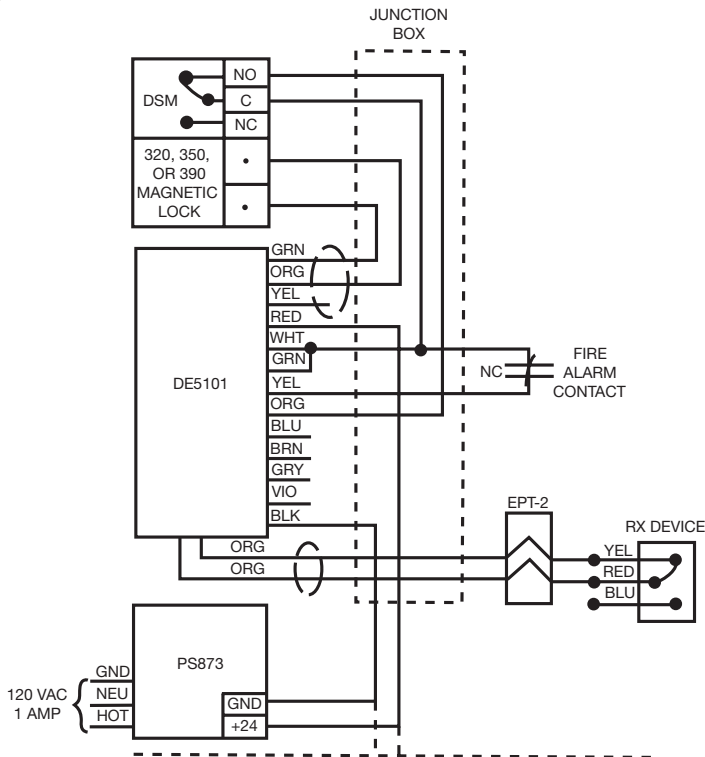 JUNCTION
BOX
DSM
NO
C
NC
320, 350,
OR 390
MAGNETIC
LOCK
GRN
ORG
YEL
RED
WHT
GRN
YEL
ORG
BLU
BRN
GRY
VIO
BLK
DE5101
NC
FIRE
ALARM
CONTACT
ORG
ORG
EPT-2
RX DEVICE
YEL
RED
BLU
PS873
120 VAC
1 AMP
GND
NEU
HOT
GND
+24